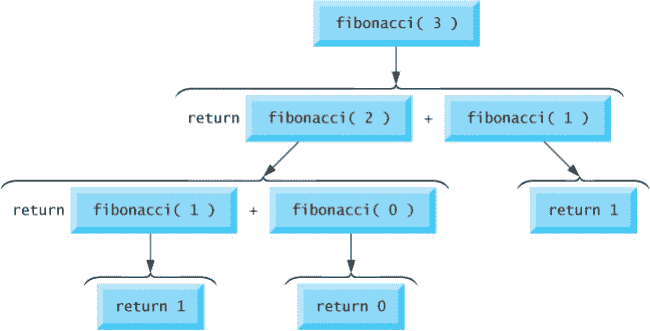 fibonacci( 3 )
return fibonacci( 2 ) + fibonacci( 1 )
return fibonacci( 1 ) + fibonacci( 0 ) return 1
return 1 return 0